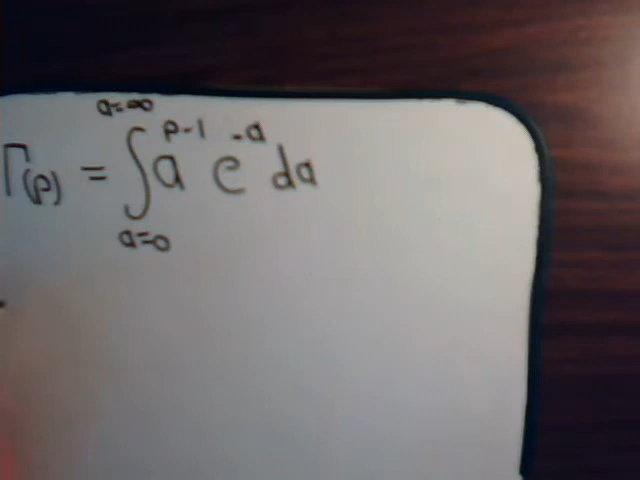 Γ(p) = ∫_{a=0}^{a=∞} a^{p-1} e^{-a} da